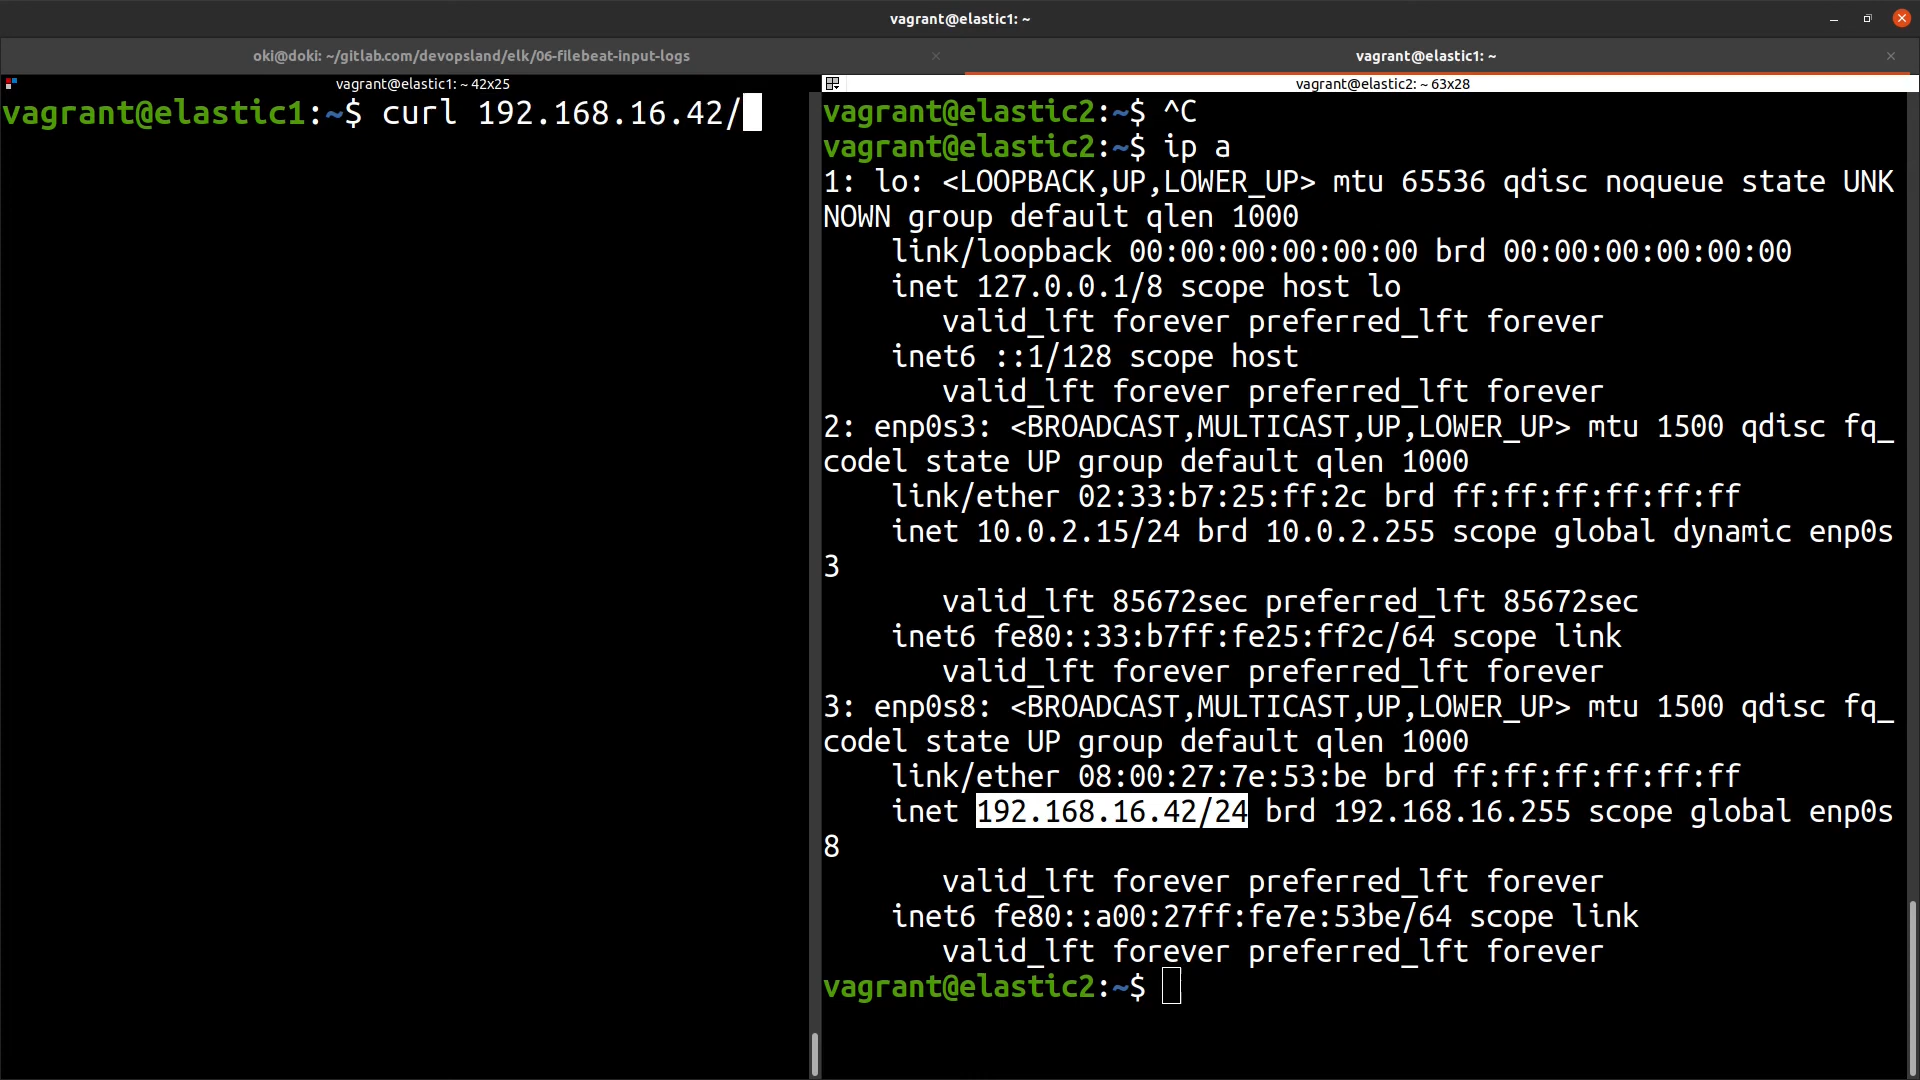 vagrant@elastic1: ~
oki@doki: ~/gitlab.com/devopsland/elk/06-filebeat-input-logs
vagrant@elastic1: ~
vagrant@elastic1: ~ 42x25
vagrant@elastic1:~$ curl 192.168.16.42/
vagrant@elastic2: ~ 63x28
vagrant@elastic2:~$ ^C
vagrant@elastic2:~$ ip a
1: lo: <LOOPBACK,UP,LOWER_UP> mtu 65536 qdisc noqueue state UNK
NOWN group default qlen 1000
    link/loopback 00:00:00:00:00:00 brd 00:00:00:00:00:00
    inet 127.0.0.1/8 scope host lo
       valid_lft forever preferred_lft forever
    inet6 ::1/128 scope host
       valid_lft forever preferred_lft forever
2: enp0s3: <BROADCAST,MULTICAST,UP,LOWER_UP> mtu 1500 qdisc fq_
codel state UP group default qlen 1000
    link/ether 02:33:b7:25:ff:2c brd ff:ff:ff:ff:ff:ff
    inet 10.0.2.15/24 brd 10.0.2.255 scope global dynamic enp0s
3
       valid_lft 85672sec preferred_lft 85672sec
    inet6 fe80::33:b7ff:fe25:ff2c/64 scope link
       valid_lft forever preferred_lft forever
3: enp0s8: <BROADCAST,MULTICAST,UP,LOWER_UP> mtu 1500 qdisc fq_
codel state UP group default qlen 1000
    link/ether 08:00:27:7e:53:be brd ff:ff:ff:ff:ff:ff
    inet 192.168.16.42/24 brd 192.168.16.255 scope global enp0s
8
       valid_lft forever preferred_lft forever
    inet6 fe80::a00:27ff:fe7e:53be/64 scope link
       valid_lft forever preferred_lft forever
vagrant@elastic2:~$